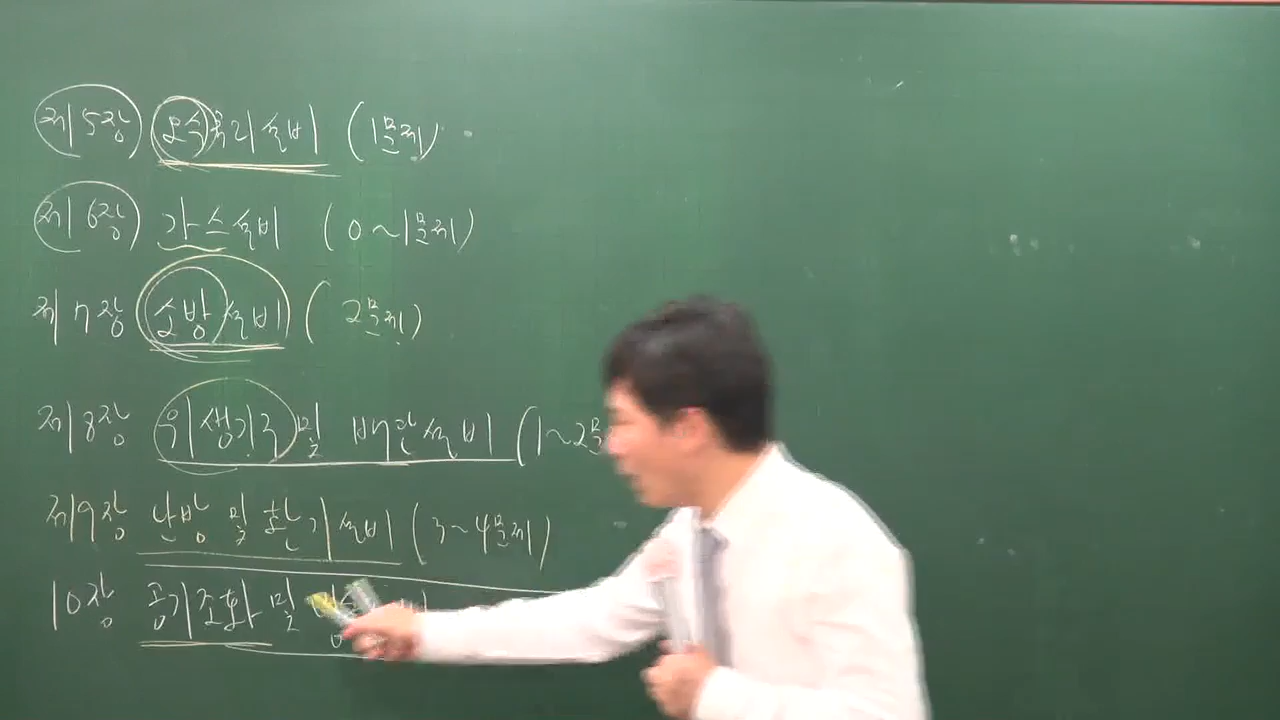 제5장 오수처리설비 (1문제)
제6장 가스설비 (0~1문제)
제7장 소방설비 (2문제)
제8장 위생기구 및 배관설비 (1~2문
제9장 난방 및 환기설비 (3~4문제)
10장 공기조화 및